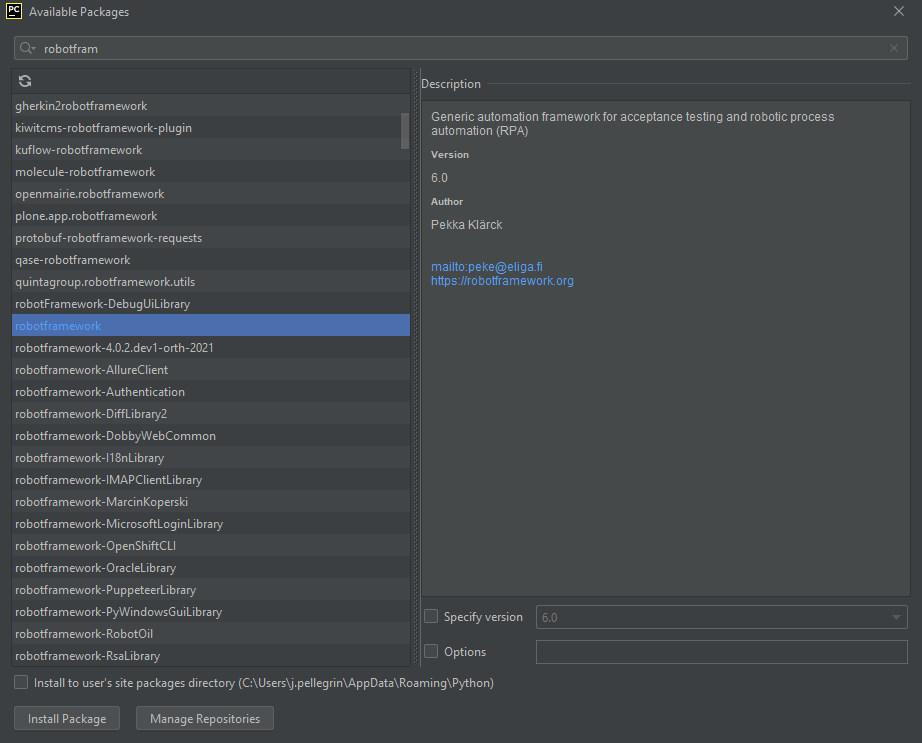 PC Available Packages
robotfram
gherkin2robotframework
kiwitcms-robotframework-plugin
kuflow-robotframework
molecule-robotframework
openmairie.robotframework
plone.app.robotframework
protobuf-robotframework-requests
qase-robotframework
quintagroup.robotframework.utils
robotFramework-DebugUiLibrary
robotframework
robotframework-4.0.2.dev1-orth-2021
robotframework-AllureClient
robotframework-Authentication
robotframework-DiffLibrary2
robotframework-DobbyWebCommon
robotframework-I18nLibrary
robotframework-IMAPClientLibrary
robotframework-MarcinKoperski
robotframework-MicrosoftLoginLibrary
robotframework-OpenShiftCLI
robotframework-OracleLibrary
robotframework-PuppeteerLibrary
robotframework-PyWindowsGuiLibrary
robotframework-RobotOil
robotframework-RsaLibrary
Description
Generic automation framework for acceptance testing and robotic process
automation (RPA)
Version
6.0
Author
Pekka Klärck
mailto:peke@eliga.fi
https://robotframework.org
Specify version 6.0
Options
Install to user's site packages directory (C:\Users\j.pellegrin\AppData\Roaming\Python)
Install Package Manage Repositories